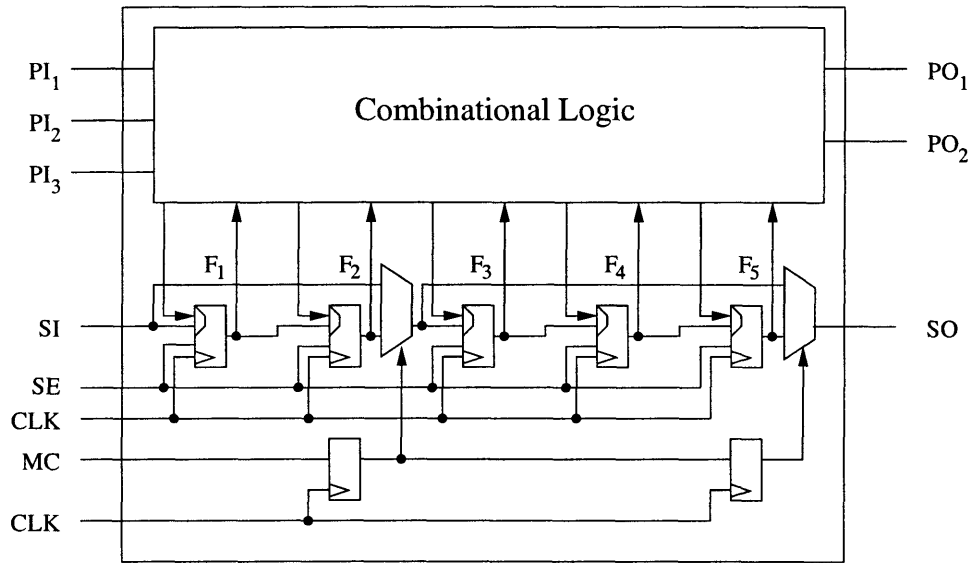 PI1
PI2
PI3
Combinational Logic
PO1
PO2
F1
F2
F3
F4
F5
SI
SO
SE
CLK
MC
CLK